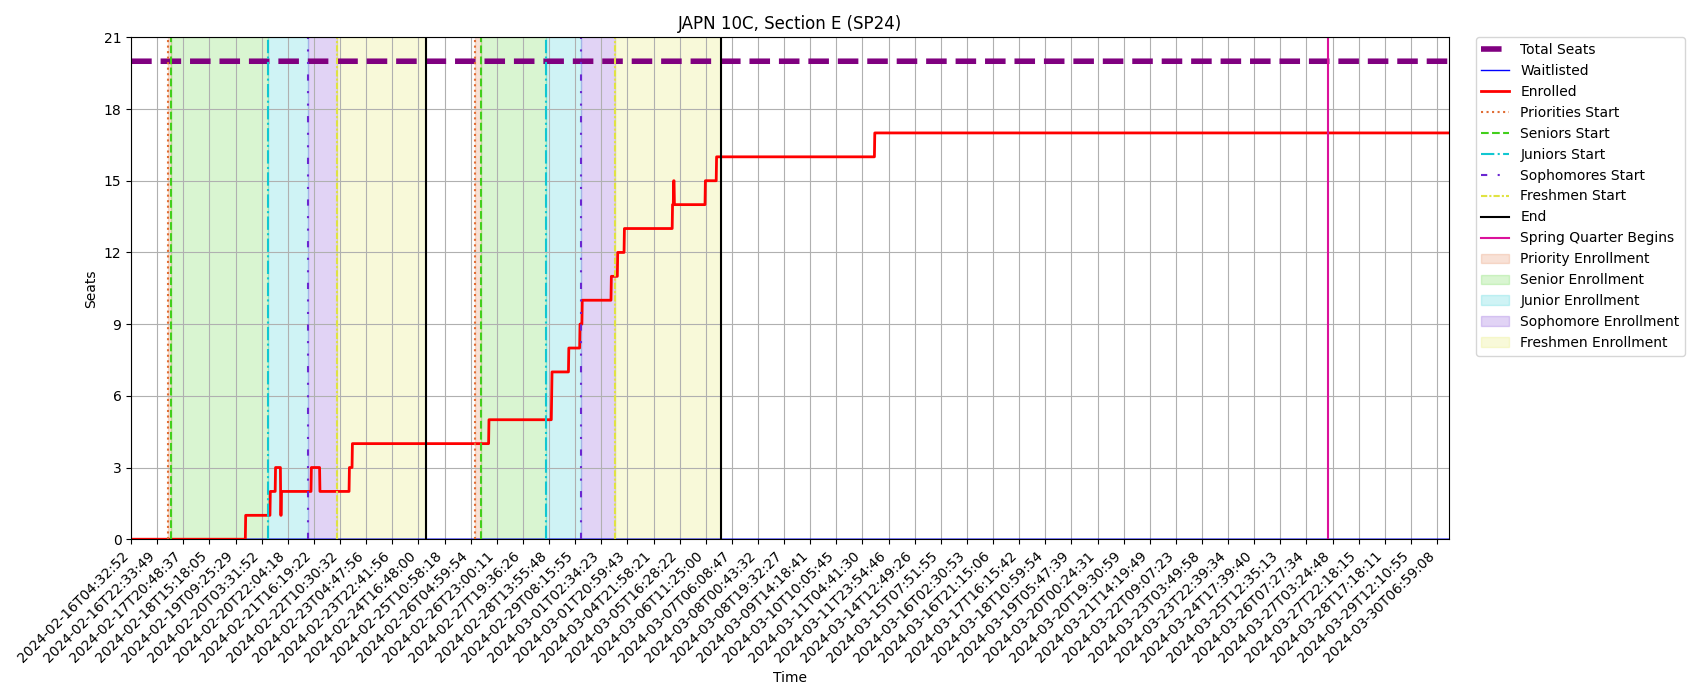 JAPN 10C, Section E (SP24)
Seats
21
18
15
12
9
6
3
0
2024-02-16T04:32:52
2024-02-16T22:33:49
2024-02-17T20:48:37
2024-02-18T15:18:05
2024-02-19T09:25:29
2024-02-20T03:31:52
2024-02-20T22:04:18
2024-02-21T16:19:22
2024-02-22T10:30:32
2024-02-23T04:47:56
2024-02-23T22:41:56
2024-02-24T16:48:00
2024-02-25T10:58:18
2024-02-26T04:59:54
2024-02-26T23:00:11
2024-02-27T19:36:26
2024-02-28T13:55:48
2024-02-29T08:15:55
2024-03-01T02:34:23
2024-03-01T20:59:43
2024-03-04T21:58:21
2024-03-05T16:28:22
2024-03-06T11:25:00
2024-03-07T06:08:47
2024-03-08T00:43:32
2024-03-08T19:32:27
2024-03-09T14:18:41
2024-03-10T10:05:45
2024-03-11T04:41:30
2024-03-11T23:54:46
2024-03-14T12:49:26
2024-03-15T07:51:55
2024-03-16T02:30:53
2024-03-16T21:15:06
2024-03-17T16:15:42
2024-03-18T10:59:54
2024-03-19T05:47:39
2024-03-20T00:24:31
2024-03-20T19:30:59
2024-03-21T14:19:49
2024-03-22T09:07:23
2024-03-23T03:49:58
2024-03-23T22:39:34
2024-03-24T17:39:40
2024-03-25T12:35:13
2024-03-26T07:27:34
2024-03-27T03:24:48
2024-03-27T22:18:15
2024-03-28T17:18:11
2024-03-29T12:10:55
2024-03-30T06:59:08
Time
Total Seats
Waitlisted
Enrolled
Priorities Start
Seniors Start
Juniors Start
Sophomores Start
Freshmen Start
End
Spring Quarter Begins
Priority Enrollment
Senior Enrollment
Junior Enrollment
Sophomore Enrollment
Freshmen Enrollment